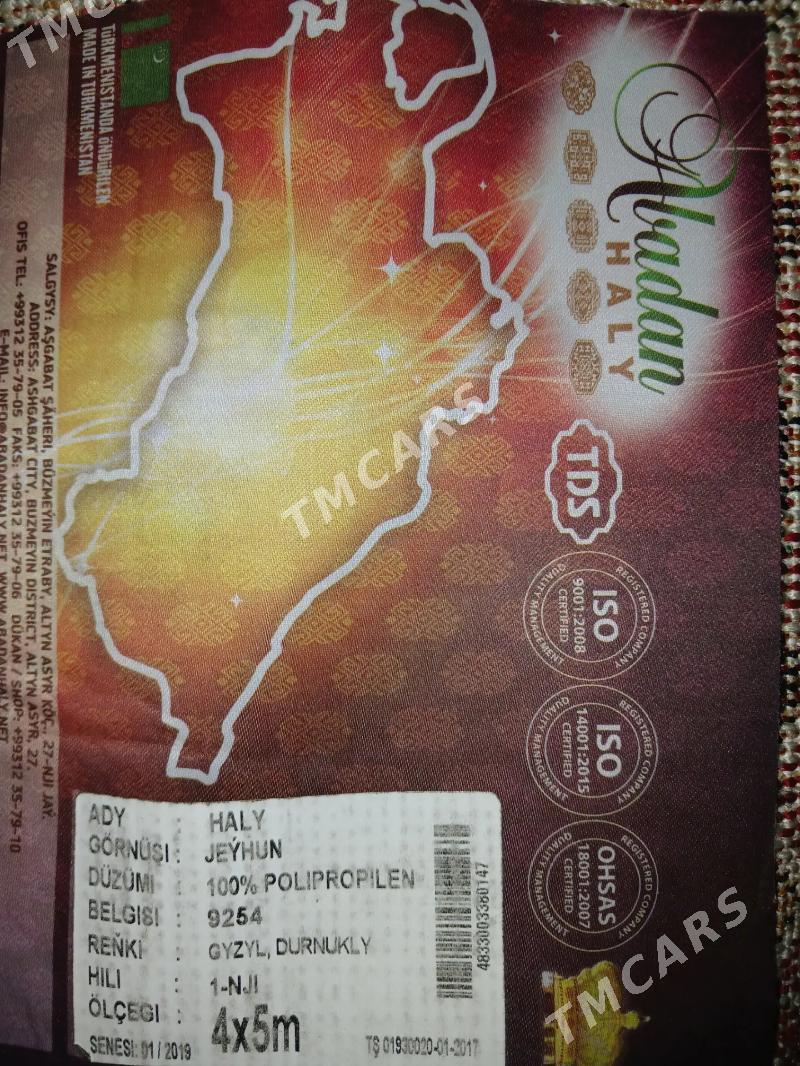 Abadan
HALY
TÜRKMENISTANDA ÖNDÜRILEN
MADE IN TURKMENISTAN
TDS
REGISTERED COMPANY
ISO
9001:2008
CERTIFIED
QUALITY MANAGEMENT
REGISTERED COMPANY
ISO
14001:2015
CERTIFIED
QUALITY MANAGEMENT
REGISTERED COMPANY
OHSAS
18001:2007
CERTIFIED
QUALITY MANAGEMENT
SALGYSY: AŞGABAT ŞÄHERI, BÜZMEÝIN ETRABY, ALTYN ASYR KÖÇ., 27-NJI JAÝ.
ADDRESS: ASHGABAT CITY, BUZMEYIN DISTRICT, ALTYN ASYR, 27.
OFIS TEL.: +99312 35-79-05 FAKS: +99312 35-79-06 DÜKAN / SHOP: +99312 35-79-10
E-MAIL: INFO@ABADANHALY.NET WWW.ABADANHALY.NET
ADY : HALY
GÖRNÜŞI : JEÝHUN
DÜZÜMI : 100% POLIPROPILEN
BELGISI : 9254
REŇKI : GYZYL, DURNUKLY
HILI : 1-NJI
ÖLÇEGI : 4x5m
SENESI: 01 / 2019
TŞ 01930020-01-2017
4833003380147
TMCARS
TMCARS
TMCARS
TMCARS